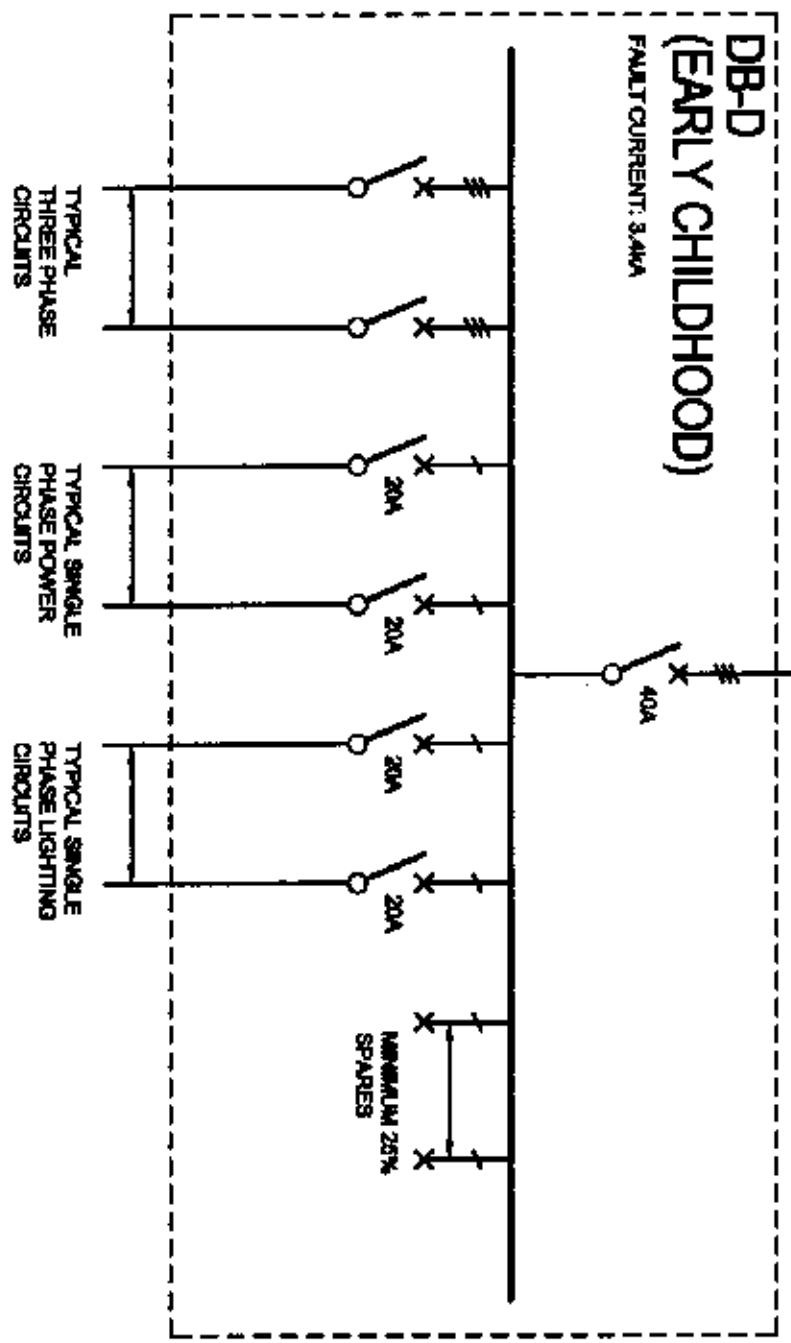 DB-D
(EARLY CHILDHOOD)
FAULT CURRENT: 3.4kA
40A
20A
20A
20A
20A
MINIMUM 25%
SPARES
TYPICAL
THREE PHASE
CIRCUITS
TYPICAL SINGLE
PHASE POWER
CIRCUITS
TYPICAL SINGLE
PHASE LIGHTING
CIRCUITS